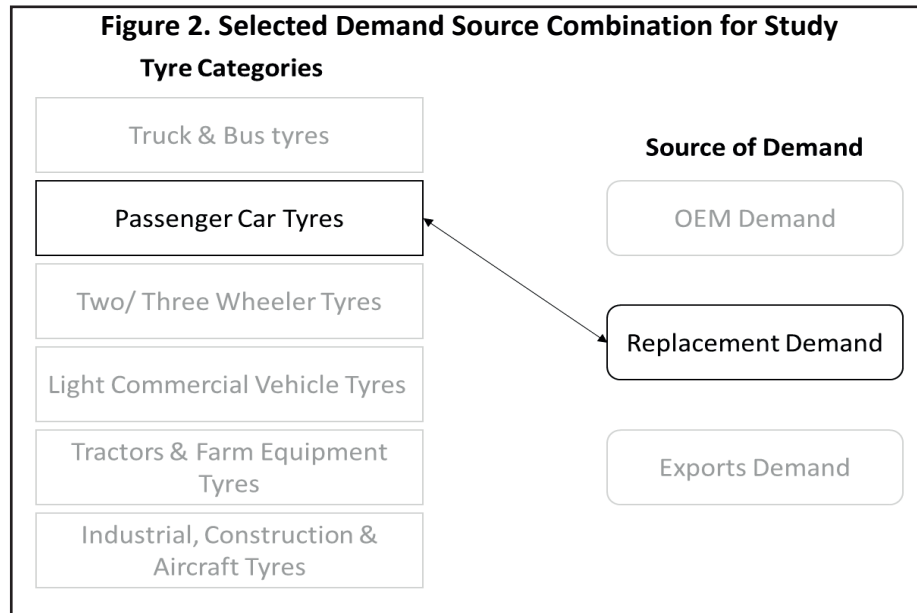 Figure 2. Selected Demand Source Combination for Study
Tyre Categories
Truck & Bus tyres
Passenger Car Tyres
Two/ Three Wheeler Tyres
Light Commercial Vehicle Tyres
Tractors & Farm Equipment
Tyres
Industrial, Construction &
Aircraft Tyres
Source of Demand
OEM Demand
Replacement Demand
Exports Demand